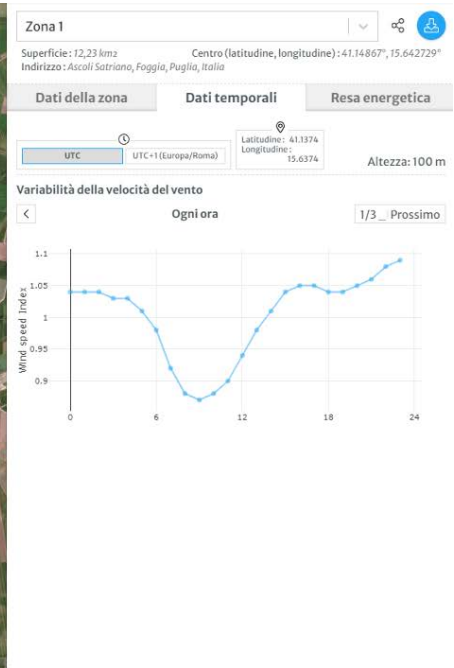 Zona 1
Superficie: 12,23 km2 Centro (latitudine, longitudine) : 41.14867°, 15.642729°
Indirizzo: Ascoli Satriano, Foggia, Puglia, Italia
Dati della zona Dati temporali Resa energetica
UTC UTC+1 (Europa/Roma)
Latitudine: 41.1374
Longitudine:
15.6374
Altezza: 100 m
Variabilità della velocità del vento
Ogni ora
1/3 _ Prossimo
Wind speed Index
1.1
1.05
1
0.95
0.9
0 6 12 18 24